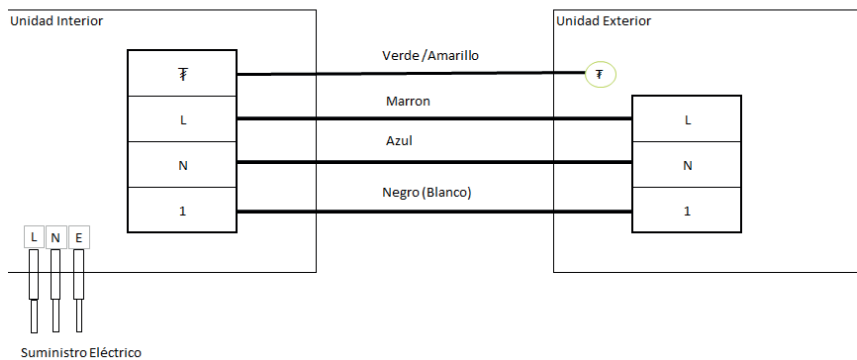 Unidad Interior
Unidad Exterior
Verde/Amarillo
Marron
L
L
Azul
N
N
Negro (Blanco)
1
1
L N E
Suministro Eléctrico